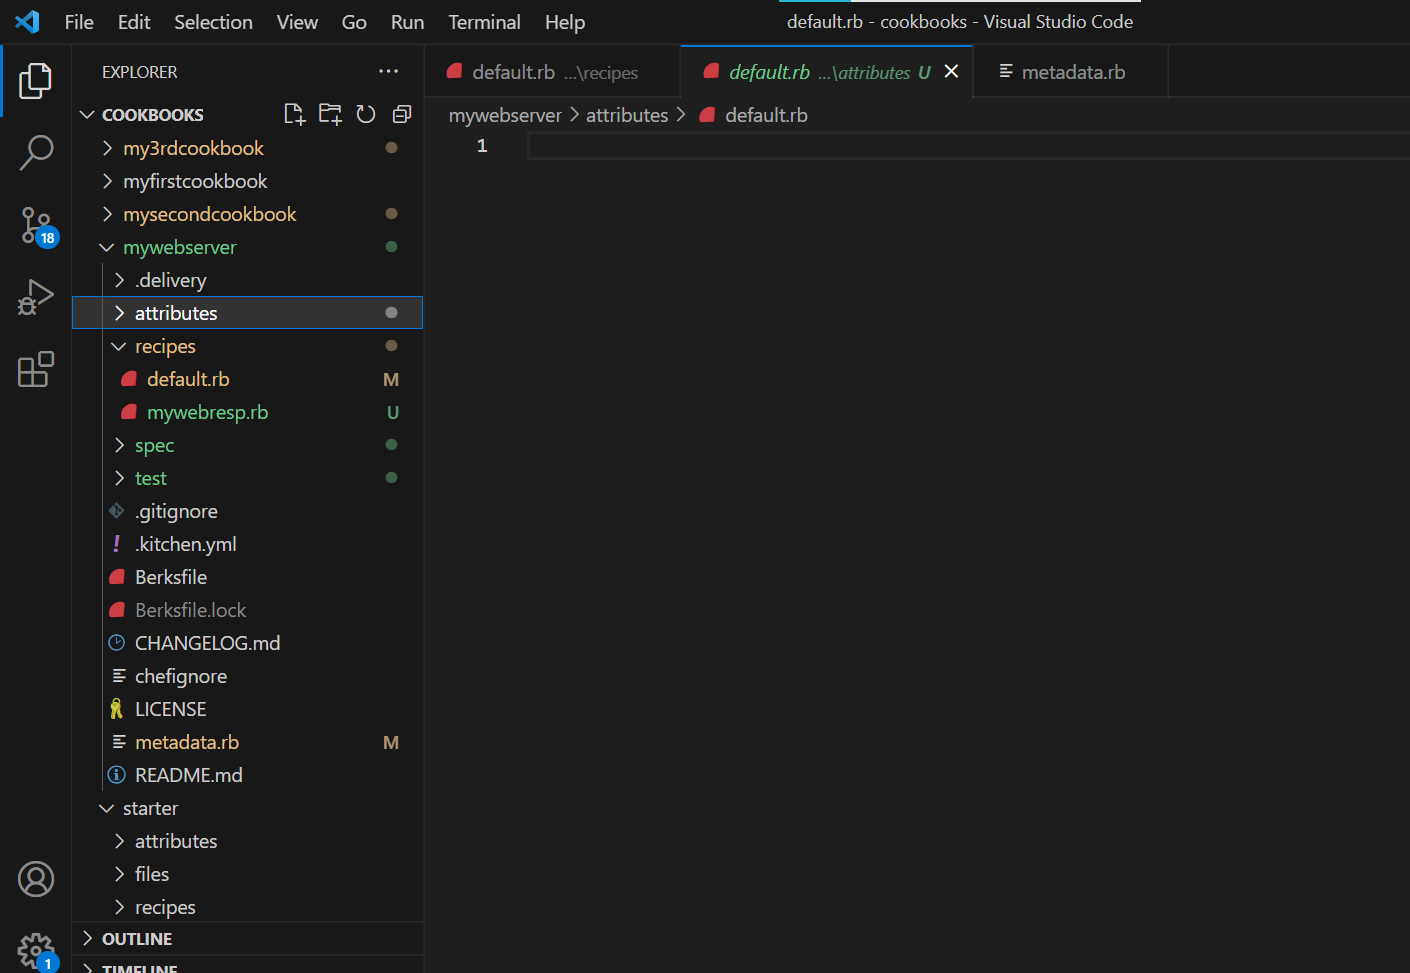 File Edit Selection View Go Run Terminal Help default.rb - cookbooks - Visual Studio Code
EXPLORER
default.rb ...\recipes
default.rb ...\attributes U
metadata.rb
mywebserver > attributes > default.rb
1
COOKBOOKS
my3rdcookbook
myfirstcookbook
mysecondcookbook
mywebserver
.delivery
attributes
recipes
default.rb M
mywebresp.rb U
spec
test
.gitignore
.kitchen.yml
Berksfile
Berksfile.lock
CHANGELOG.md
chefignore
LICENSE
metadata.rb M
README.md
starter
attributes
files
recipes
OUTLINE
TIMELINE
18
1